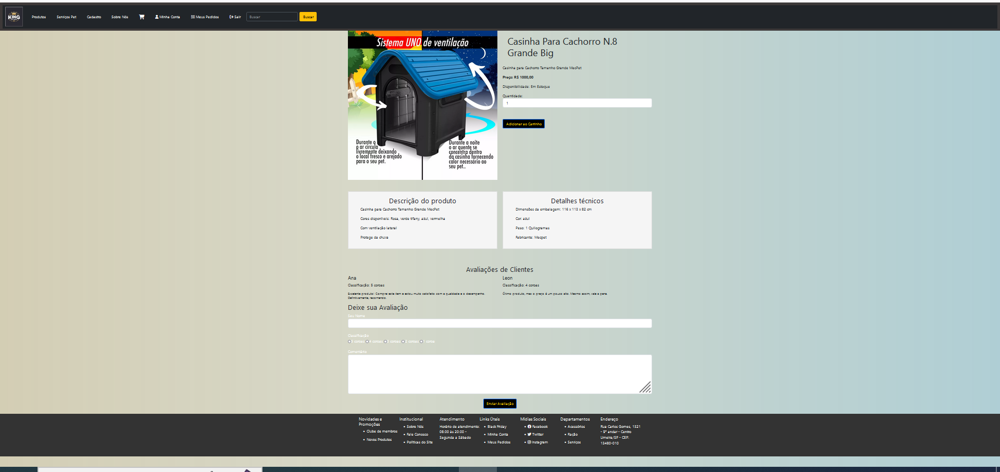 KING
Produtos
Serviços Pet
Cadastro
Sobre Nós
Minha Conta
Meus Pedidos
Sair
Buscar
Buscar
Sistema UNO de ventilação
Durante o
o ar circula
livremente deixando
o local fresco e arejado
para o seu pet.
Durante a noite
o ar quente se
concentra dentro
da casinha fornecendo
calor necessário ao
seu pet..
Casinha Para Cachorro N.8
Grande Big
Casinha para Cachorro Tamanho Grande MecPet
Preço: R$ 1000,00
Disponibilidade: Em Estoque
Quantidade:
1
Adicionar ao Carrinho
Descrição do produto
Casinha para Cachorro Tamanho Grande MecPet
Cores disponíveis: Rosa, verde tifany, azul, vermelha
Com ventilação lateral
Protege da chuva
Detalhes técnicos
Dimensões da embalagem: 116 x 113 x 82 cm
Cor: azul
Peso: 1 Quilogramas
Fabricante: Mecpet
Avaliações de Clientes
Ana
Classificação: 5 coroas
Excelente produto! Comprei este item e estou muito satisfeito com a qualidade e o desempenho.
Definitivamente, recomendo.
Leon
Classificação: 4 coroas
Ótimo produto, mas o preço é um pouco alto. Mesmo assim, vale a pena.
Deixe sua Avaliação
Seu Nome
Classificação
5 coroas 4 coroas 3 coroas 2 coroas 1 coroa
Comentário
Enviar Avaliação
Novidades e
Promoções
• Clube de membros
• Novos Produtos
Institucional
• Sobre Nós
• Fale Conosco
• Políticas do Site
Atendimento
Horário de atendimento:
08:00 às 20:00 -
Segunda a Sábado
Links Úteis
• Black Friday
• Minha Conta
• Meus Pedidos
Mídias Sociais
• Facebook
• Twitter
• Instagram
Departamentos
• Acessórios
• Ração
• Serviços
Endereço
Rua Carlos Gomes, 1321
- 9° andar - Centro
Limeira/SP - CEP:
13480-010